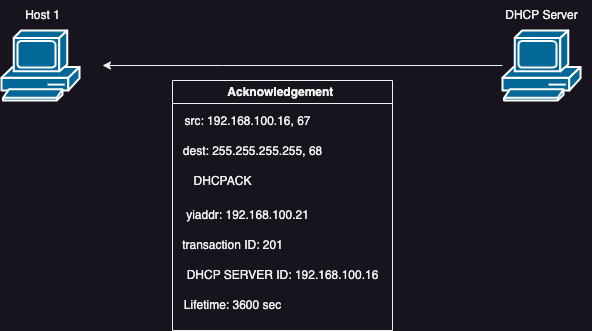 Host 1
DHCP Server
Acknowledgement
src: 192.168.100.16, 67
dest: 255.255.255.255, 68
DHCPACK
yiaddr: 192.168.100.21
transaction ID: 201
DHCP SERVER ID: 192.168.100.16
Lifetime: 3600 sec